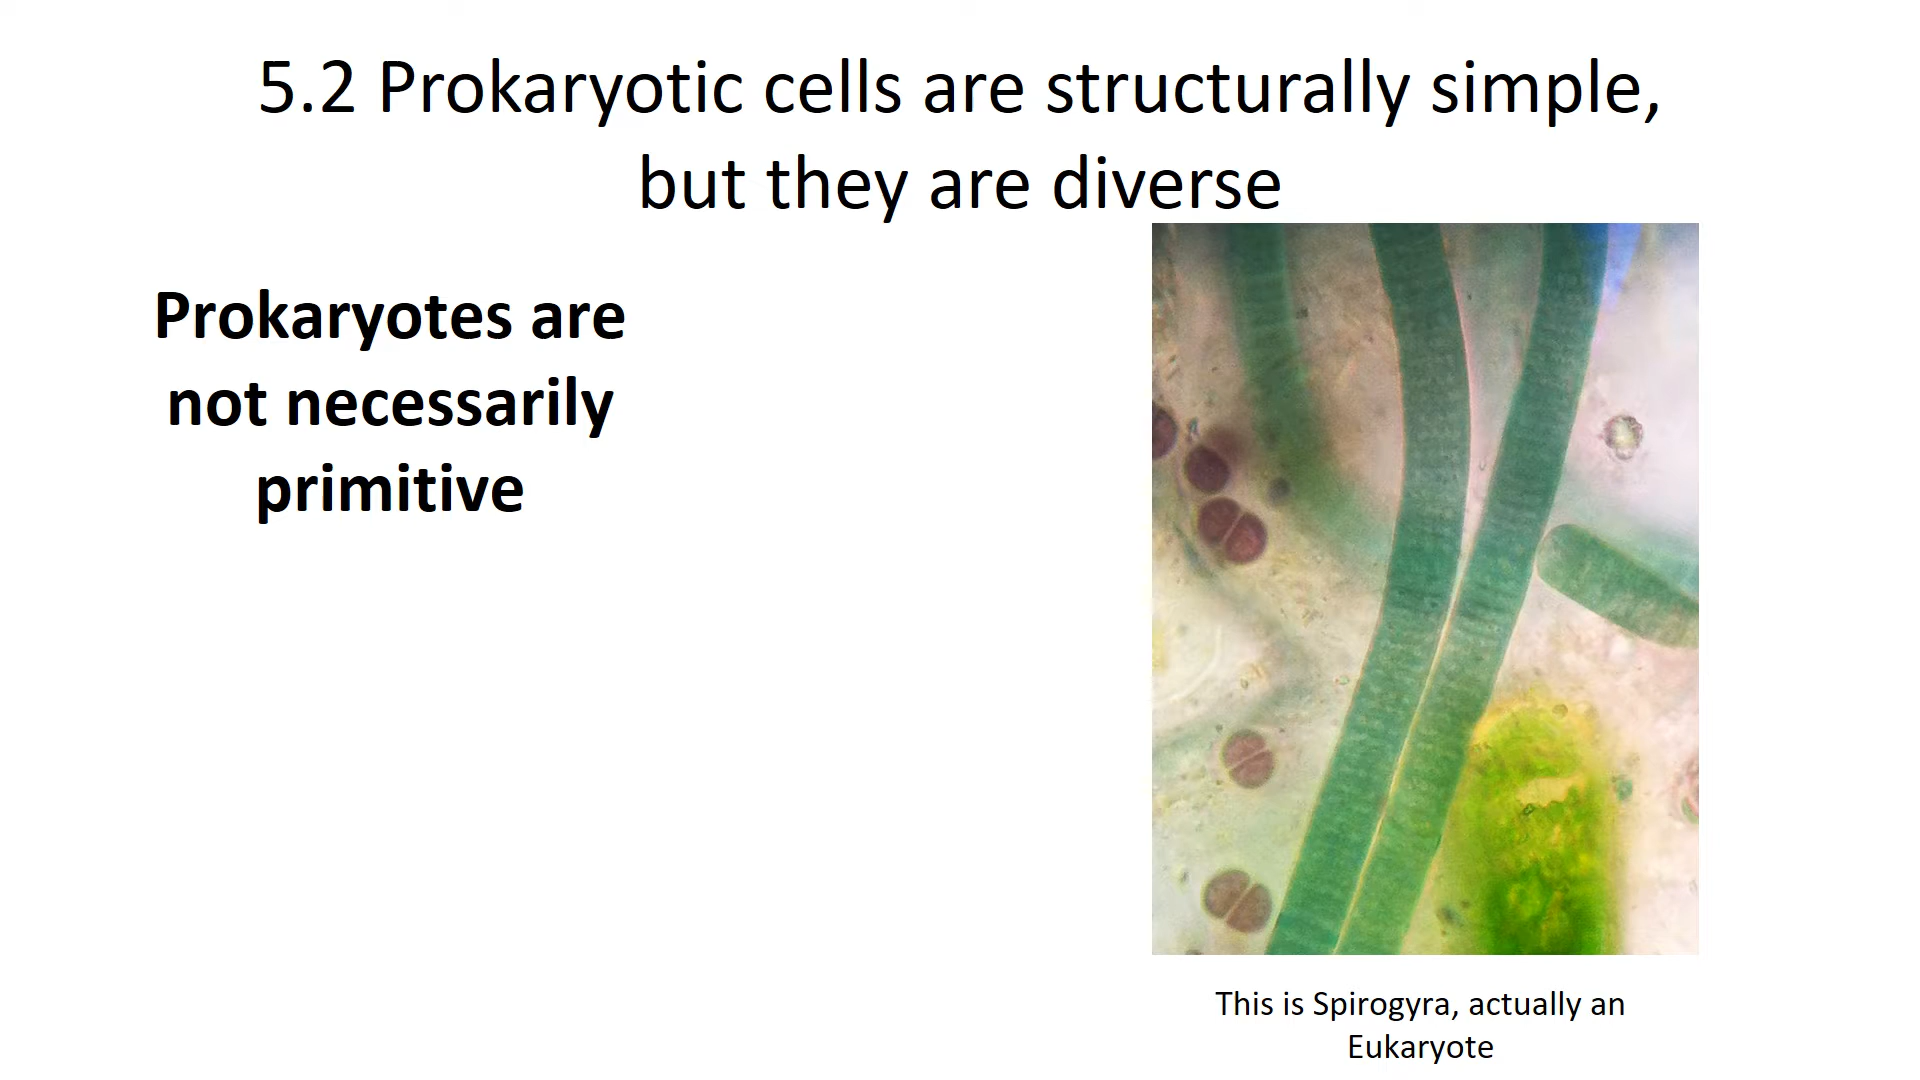 5.2 Prokaryotic cells are structurally simple,
but they are diverse
Prokaryotes are
not necessarily
primitive
This is Spirogyra, actually an
Eukaryote